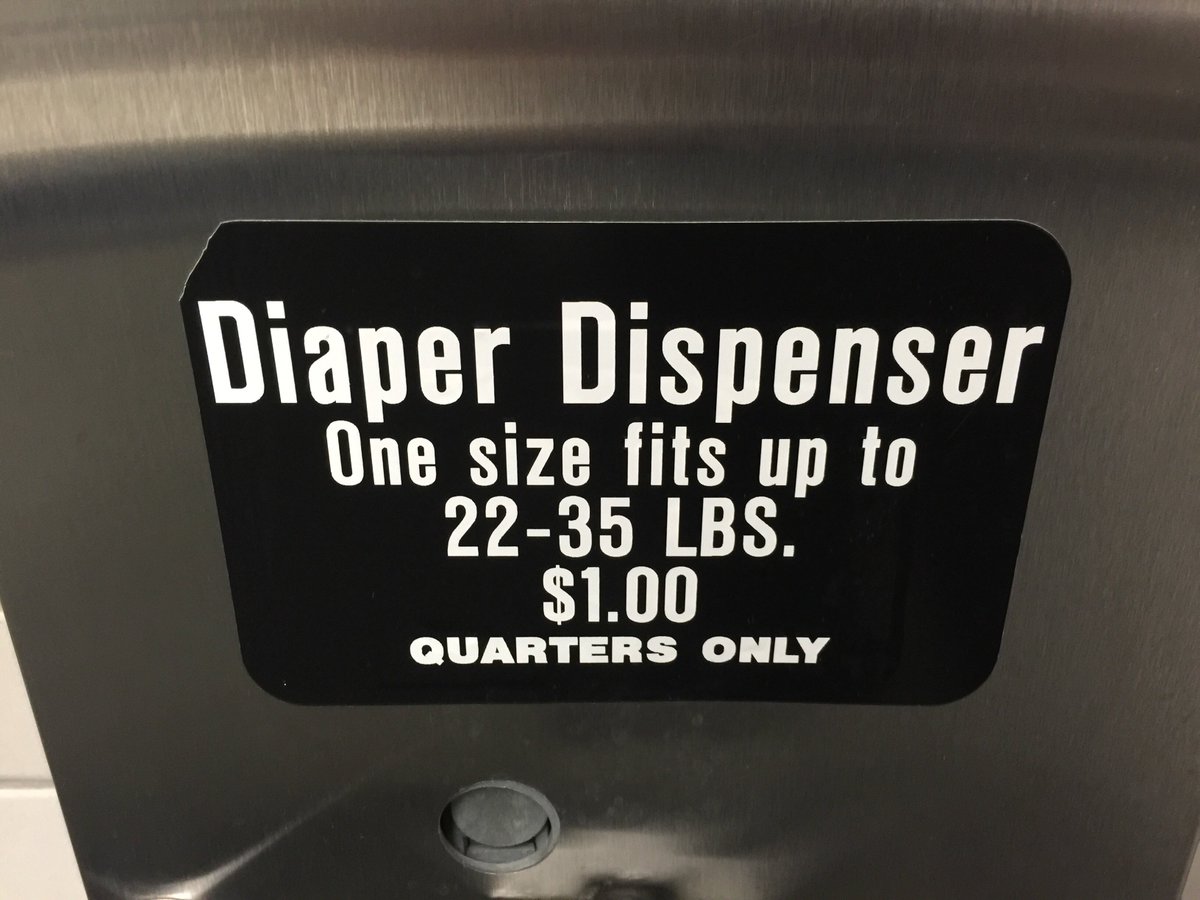 Diaper Dispenser
One size fits up to
22-35 LBS.
$1.00
QUARTERS ONLY